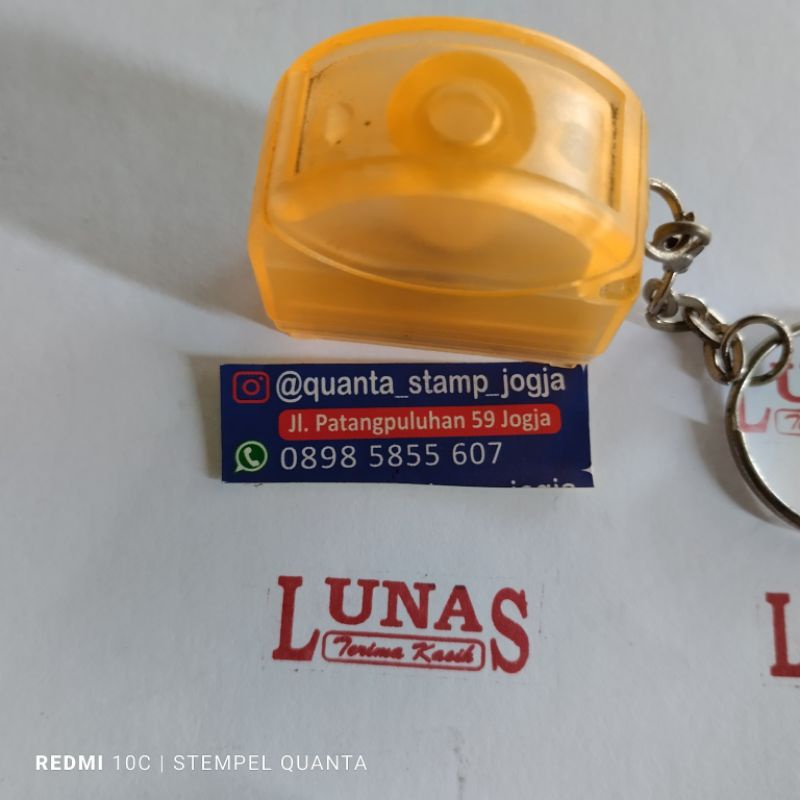 @quanta_stamp_jogja
Jl. Patangpuluhan 59 Jogja
0898 5855 607
LUNAS
Terima Kasih
REDMI 10C | STEMPEL QUANTA